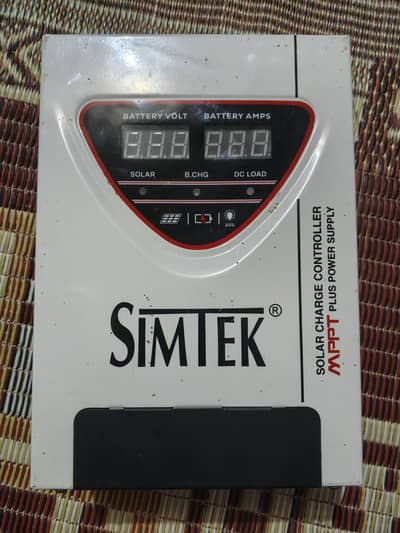 BATTERY VOLT BATTERY AMPS
SOLAR B.CHG DC LOAD
SIMTEK®
SOLAR CHARGE CONTROLLER
MPPT PLUS POWER SUPPLY